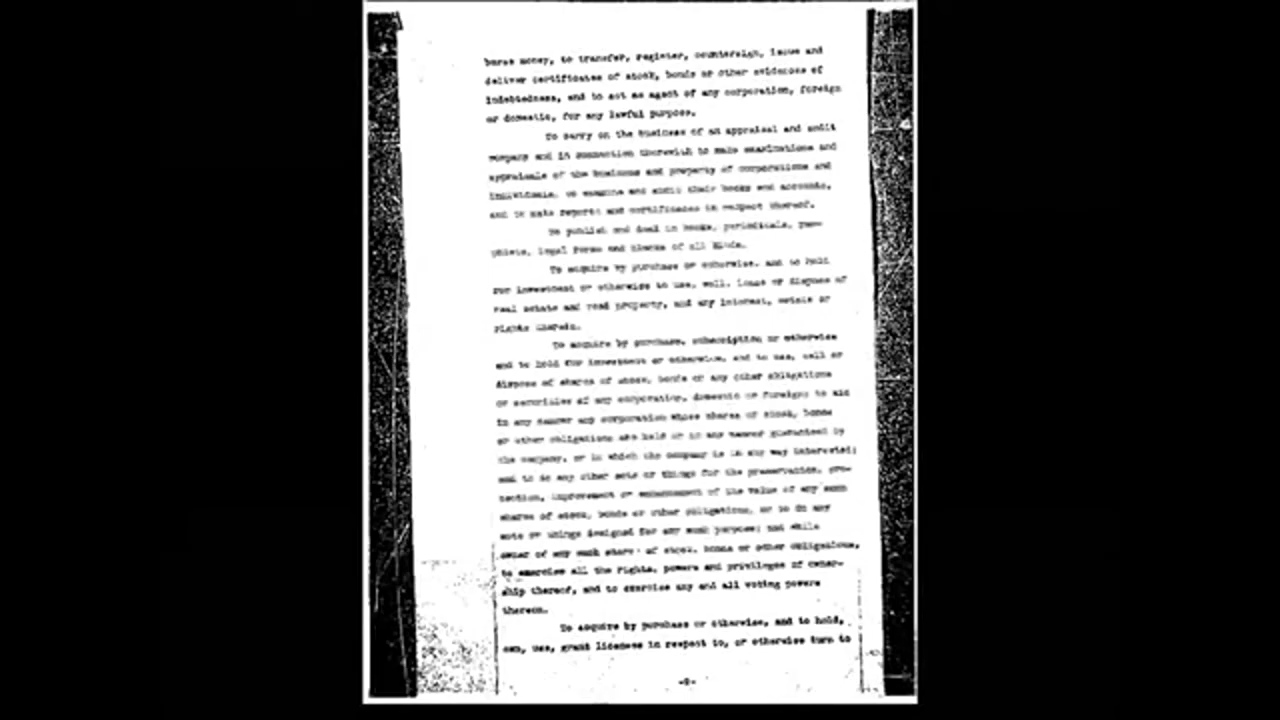 burse money, to transfer, register, countersign, issue and
deliver certificates of stock, bonds or other evidences of
indebtedness, and to act as agent of any corporation, foreign
or domestic, for any lawful purpose.
To carry on the business of an appraisal and audit
company and in connection therewith to make examinations and
appraisals of the business and property of corporations and
individuals, to examine and audit their books and accounts,
and to make reports and certificates in respect thereof.
To publish and deal in books, periodicals, pam-
phlets, legal forms and blanks of all kinds.
To acquire by purchase or otherwise, and to hold
for investment or otherwise to use, sell, lease or dispose of
real estate and real property, and any interest, estate or
rights therein.
To acquire by purchase, subscription or otherwise
and to hold for investment or otherwise, and to use, sell or
dispose of shares of stock, bonds or any other obligations
or securities of any corporation, domestic or foreign; to aid
in any manner any corporation whose shares of stock, bonds
or other obligations are held or in any manner guaranteed by
the company, or in which the company is in any way interested;
and to do any other acts or things for the preservation, pro-
tection, improvement or enhancement of the value of any such
shares of stock, bonds or other obligations, or to do any
acts or things designed for any such purpose; and while
owner of any such shares of stock, bonds or other obligations,
to exercise all the rights, powers and privileges of owner-
ship thereof, and to exercise any and all voting powers
thereon.
To acquire by purchase or otherwise, and to hold,
own, use, grant licenses in respect to, or otherwise turn to